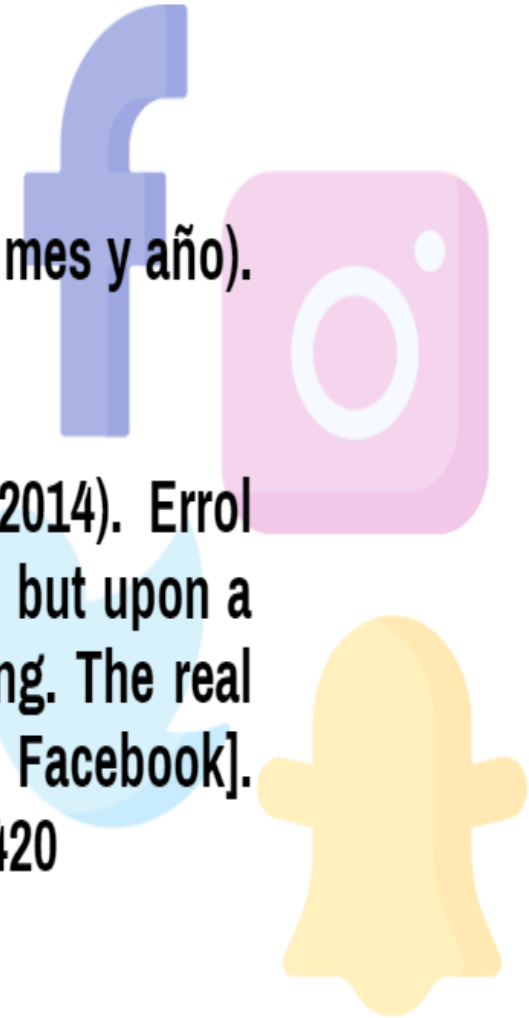 mes y año).
2014). Errol
but upon a
ng. The real
Facebook].
420